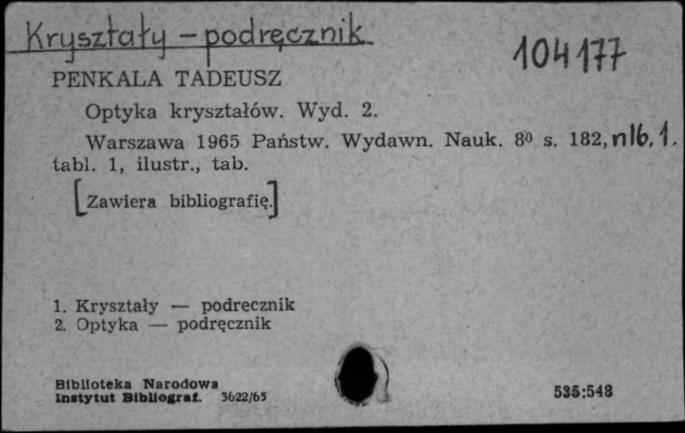 Kryształy – podręcznik
104177
PENKALA TADEUSZ
Optyka kryształów. Wyd. 2.
Warszawa 1965 Państw. Wydawn. Nauk. 8⁰ s. 182, nlb. 1.
tabl. 1, ilustr., tab.
[Zawiera bibliografię.]
1. Kryształy — podręcznik
2. Optyka — podręcznik
Biblioteka Narodowa
Instytut Bibliograf. 3622/65
535:548